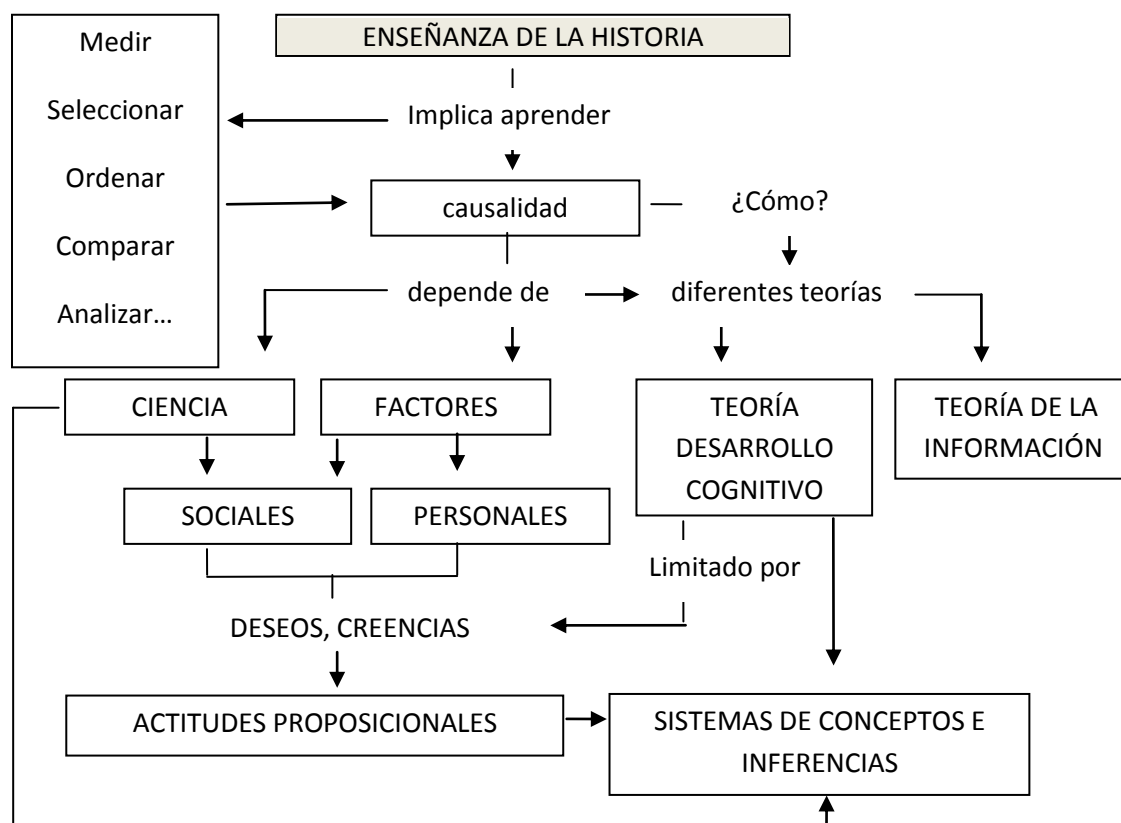 ENSEÑANZA DE LA HISTORIA
Medir
Seleccionar
Ordenar
Comparar
Analizar...
Implica aprender
causalidad
¿Cómo?
depende de
diferentes teorías
CIENCIA
FACTORES
TEORÍA
DESARROLLO
COGNITIVO
TEORÍA DE LA
INFORMACIÓN
SOCIALES
PERSONALES
Limitado por
DESEOS, CREENCIAS
ACTITUDES PROPOSICIONALES
SISTEMAS DE CONCEPTOS E
INFERENCIAS